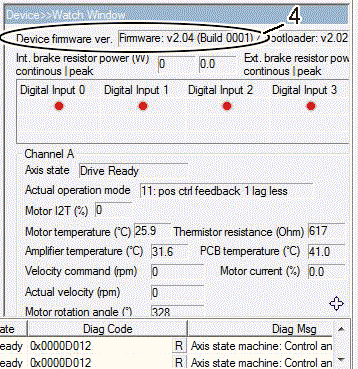 Device>>Watch Window
4
Device firmware ver. Firmware: v2.04 (Build 0001) / Bootloader: v2.02
Int. brake resistor power (W) continous | peak 0 0.0 Ext. brake resistor power continous | peak
Digital Input 0 Digital Input 1 Digital Input 2 Digital Input 3
Channel A
Axis state Drive Ready
Actual operation mode 11: pos ctrl feedback 1 lag less
Motor I2T (%) 0
Motor temperature (°C) 25.9 Thermistor resistance (Ohm) 617
Amplifier temperature (°C) 31.6 PCB temperature (°C) 41.0
Velocity command (rpm) 0 Motor current (%) 0.0
Actual velocity (rpm) 0
Motor rotation angle (°) 328
ate Diag Code Diag Msg
eady 0x0000D012 R Axis state machine: Control an
eady 0x0000D012 R Axis state machine: Control an